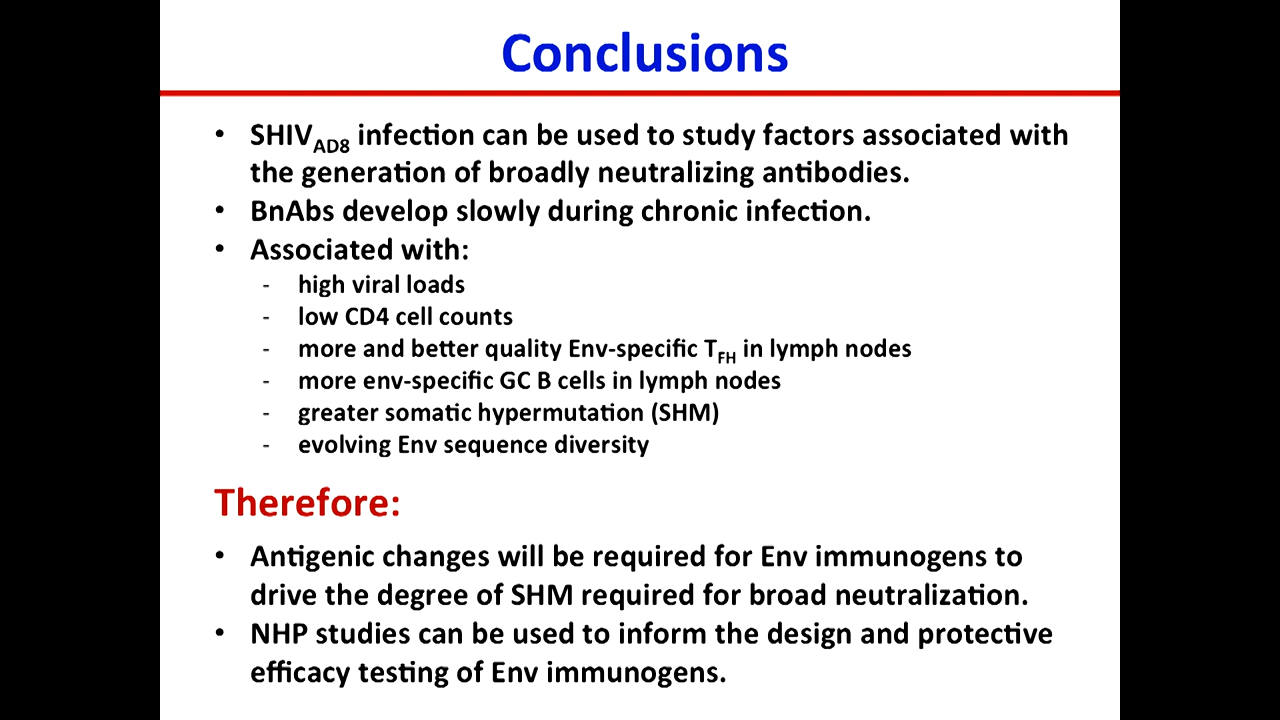 Conclusions
• SHIVAD8 infection can be used to study factors associated with
the generation of broadly neutralizing antibodies.
• BnAbs develop slowly during chronic infection.
• Associated with:
- high viral loads
- low CD4 cell counts
- more and better quality Env-specific TFH in lymph nodes
- more env-specific GC B cells in lymph nodes
- greater somatic hypermutation (SHM)
- evolving Env sequence diversity
Therefore:
• Antigenic changes will be required for Env immunogens to
drive the degree of SHM required for broad neutralization.
• NHP studies can be used to inform the design and protective
efficacy testing of Env immunogens.